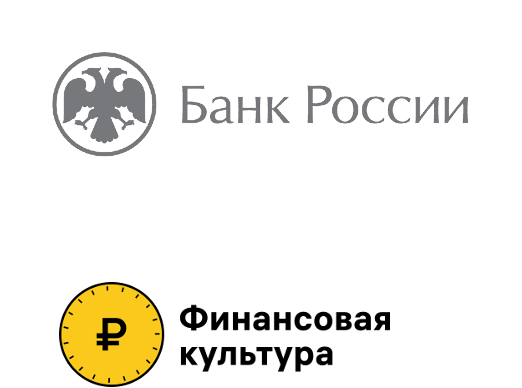 Банк России
₽
Финансовая
культура